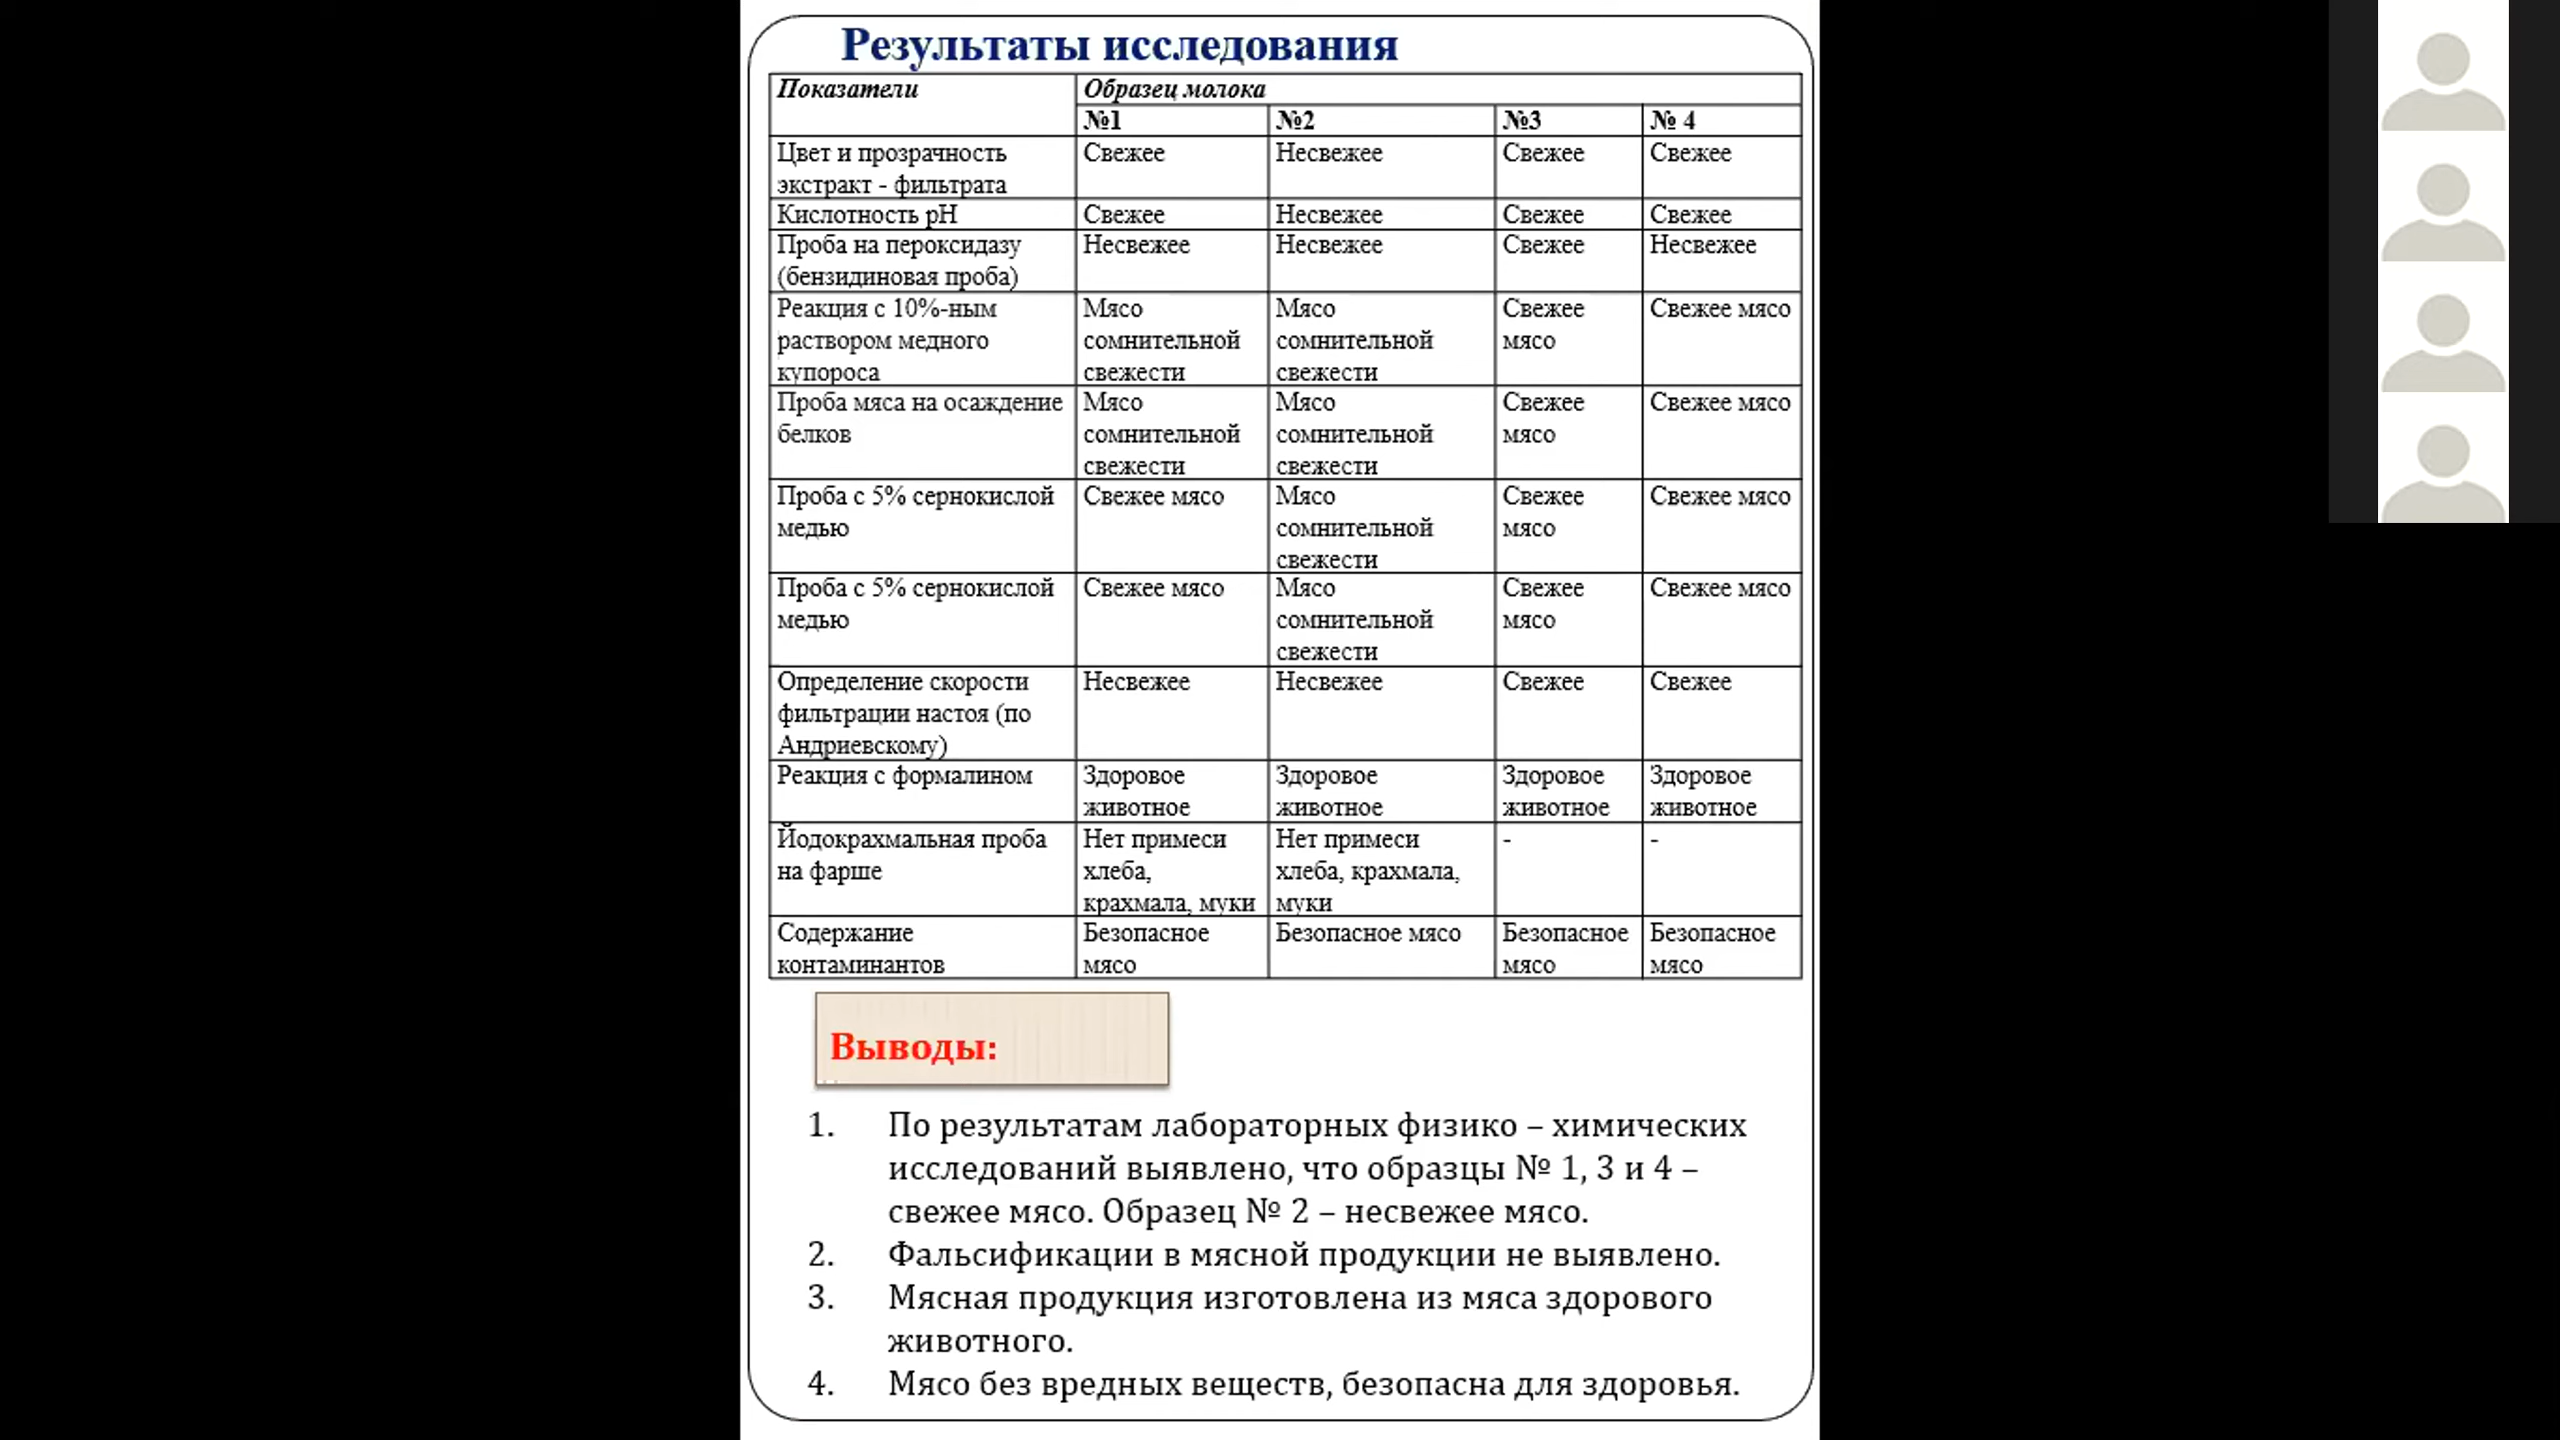 Результаты исследования
Показатели
Образец молока
№1
№2
№3
№ 4
Цвет и прозрачность
экстракт - фильтрата
Свежее
Несвежее
Свежее
Свежее
Кислотность pH
Свежее
Несвежее
Свежее
Свежее
Проба на пероксидазу
(бензидиновая проба)
Несвежее
Несвежее
Свежее
Несвежее
Реакция с 10%-ным
раствором медного
купороса
Мясо
сомнительной
свежести
Мясо
сомнительной
свежести
Свежее
мясо
Свежее мясо
Проба мяса на осаждение
белков
Мясо
сомнительной
свежести
Мясо
сомнительной
свежести
Свежее
мясо
Свежее мясо
Проба с 5% сернокислой
медью
Свежее мясо
Мясо
сомнительной
свежести
Свежее
мясо
Свежее мясо
Проба с 5% сернокислой
медью
Свежее мясо
Мясо
сомнительной
свежести
Свежее
мясо
Свежее мясо
Определение скорости
фильтрации настоя (по
Андриевскому)
Несвежее
Несвежее
Свежее
Свежее
Реакция с формалином
Здоровое
животное
Здоровое
животное
Здоровое
животное
Здоровое
животное
Йодокрахмальная проба
на фарше
Нет примеси
хлеба,
крахмала, муки
Нет примеси
хлеба, крахмала,
муки
-
-
Содержание
контаминантов
Безопасное
мясо
Безопасное мясо
Безопасное
мясо
Безопасное
мясо
Выводы:
1. По результатам лабораторных физико – химических
исследований выявлено, что образцы № 1, 3 и 4 –
свежее мясо. Образец № 2 – несвежее мясо.
2. Фальсификации в мясной продукции не выявлено.
3. Мясная продукция изготовлена из мяса здорового
животного.
4. Мясо без вредных веществ, безопасна для здоровья.